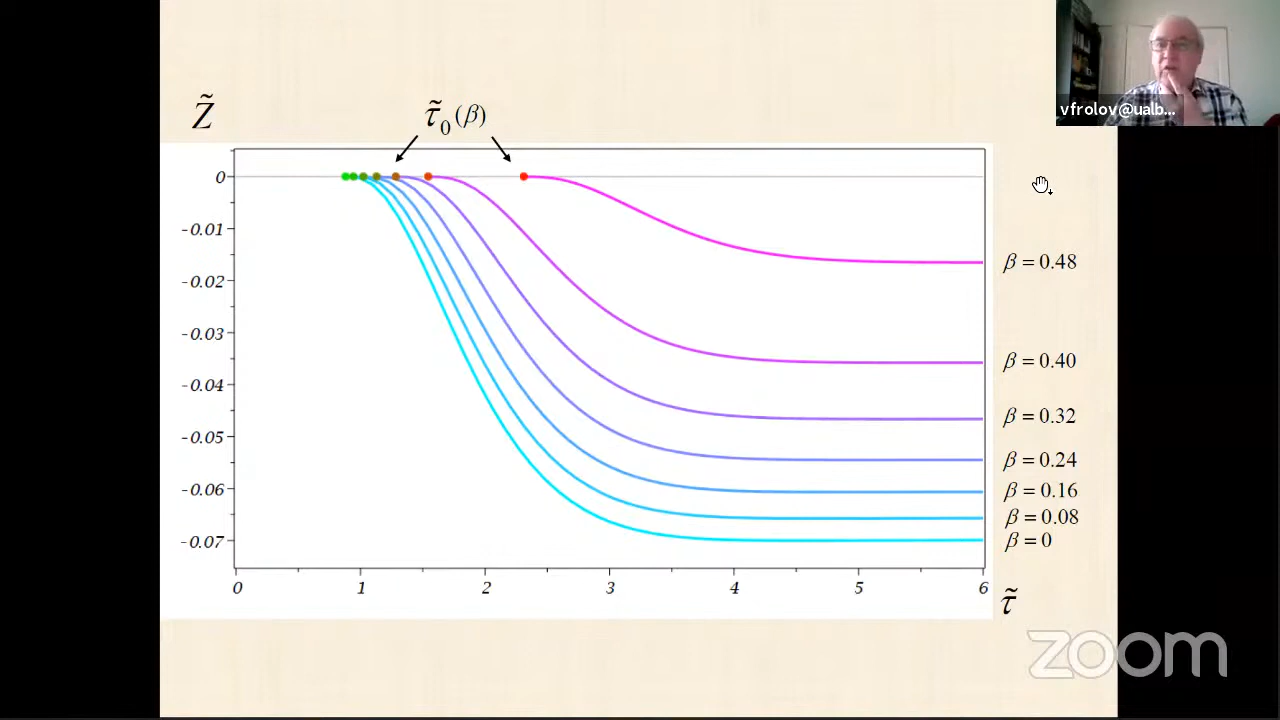 Z̃
τ̃₀(β)
vfrolov@ualb...
0
-0.01
-0.02
-0.03
-0.04
-0.05
-0.06
-0.07
β = 0.48
β = 0.40
β = 0.32
β = 0.24
β = 0.16
β = 0.08
β = 0
0 1 2 3 4 5 6
τ̃
zoom